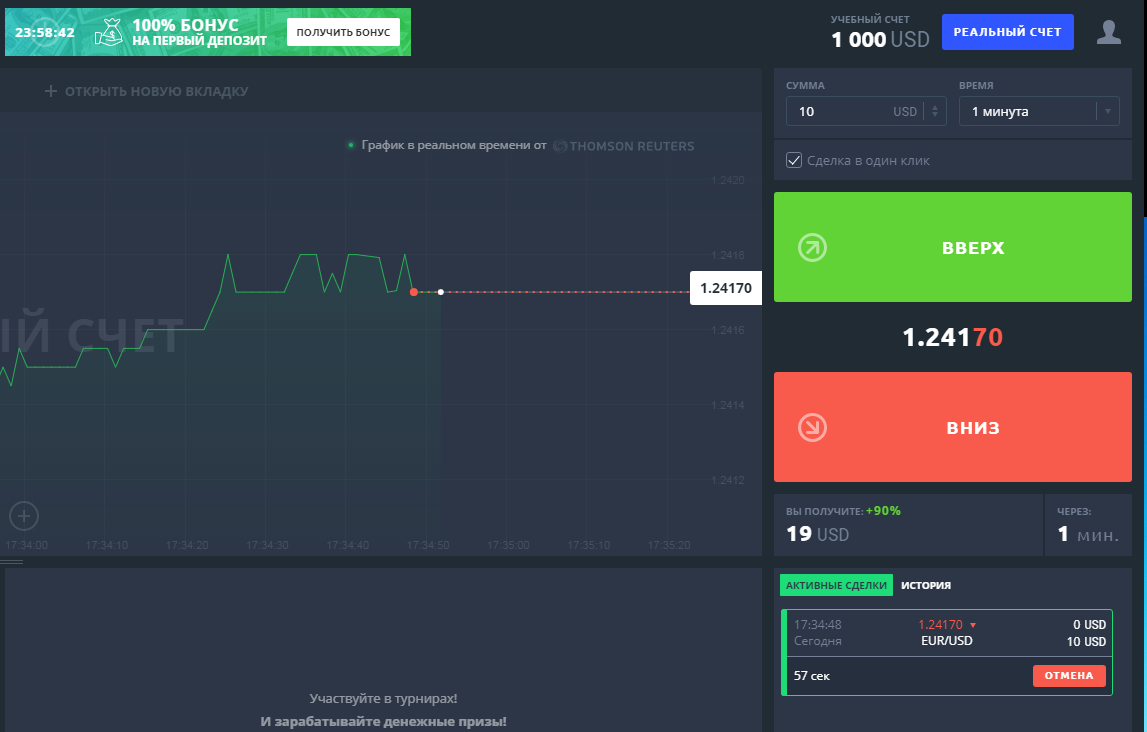 23:58:42
100% БОНУС
НА ПЕРВЫЙ ДЕПОЗИТ
ПОЛУЧИТЬ БОНУС
УЧЕБНЫЙ СЧЕТ
1 000 USD
РЕАЛЬНЫЙ СЧЕТ
ОТКРЫТЬ НОВУЮ ВКЛАДКУ
График в реальном времени от THOMSON REUTERS
1.2420
1.2418
1.24170
1.2416
1.2414
1.2412
ЫЙ СЧЕТ
17:34:00 17:34:10 17:34:20 17:34:30 17:34:40 17:34:50 17:35:00 17:35:10 17:35:20
Участвуйте в турнирах!
И зарабатывайте денежные призы!
СУММА
10 USD
ВРЕМЯ
1 минута
Сделка в один клик
ВВЕРХ
1.24170
ВНИЗ
ВЫ ПОЛУЧИТЕ: +90%
19 USD
ЧЕРЕЗ:
1 мин.
АКТИВНЫЕ СДЕЛКИ ИСТОРИЯ
17:34:48 1.24170 0 USD
Сегодня EUR/USD 10 USD
57 сек ОТМЕНА